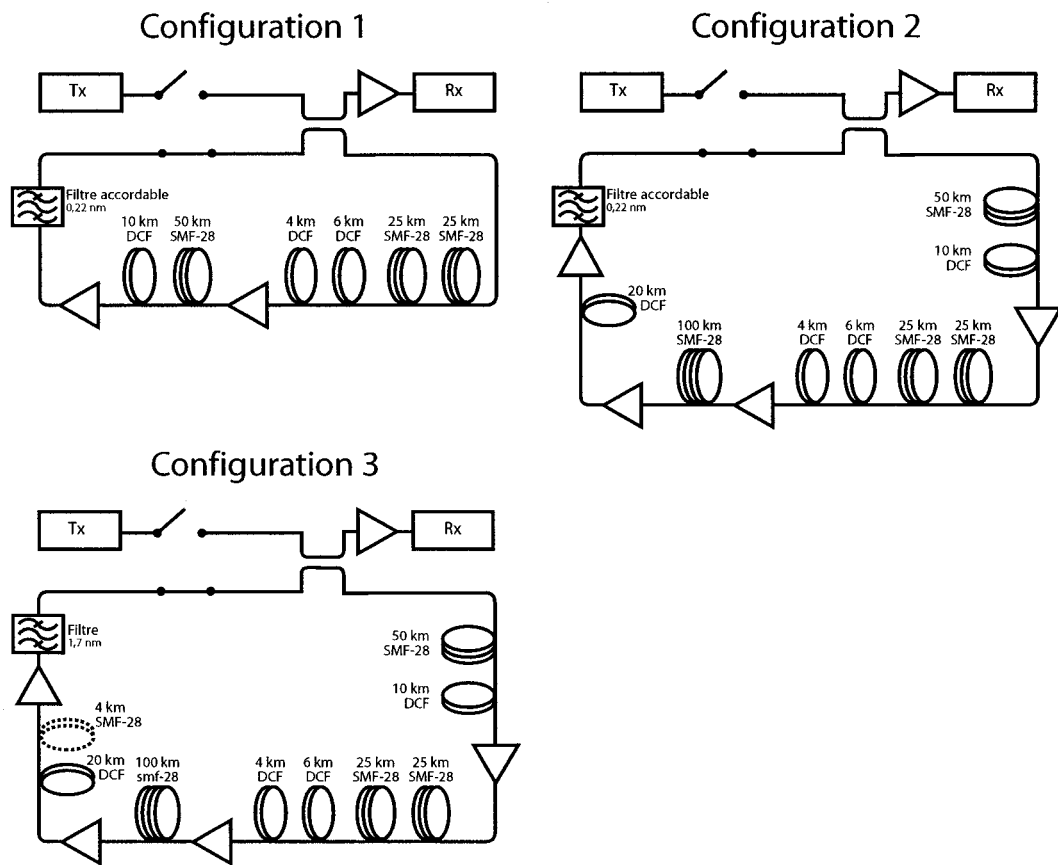 Configuration 1
Tx
Rx
Filtre accordable
0,22 nm
10 km
DCF
50 km
SMF-28
4 km
DCF
6 km
DCF
25 km
SMF-28
25 km
SMF-28
Configuration 2
Tx
Rx
Filtre accordable
0,22 nm
50 km
SMF-28
10 km
DCF
20 km
DCF
100 km
SMF-28
4 km
DCF
6 km
DCF
25 km
SMF-28
25 km
SMF-28
Configuration 3
Tx
Rx
Filtre
1,7 nm
50 km
SMF-28
10 km
DCF
4 km
SMF-28
20 km
DCF
100 km
smf-28
4 km
DCF
6 km
DCF
25 km
SMF-28
25 km
SMF-28